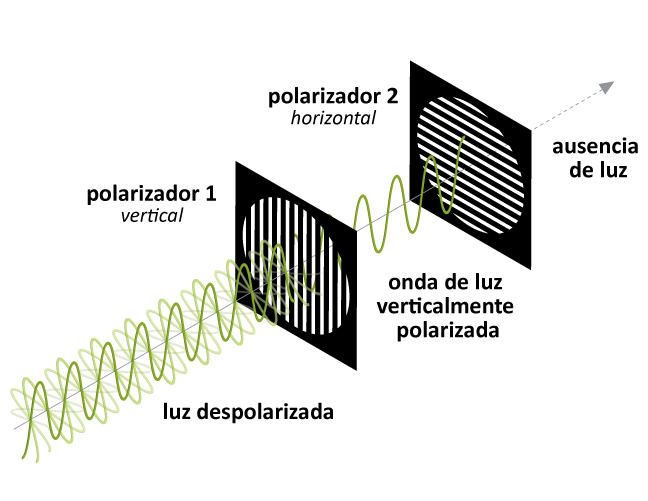 polarizador 2
horizontal
ausencia
de luz
polarizador 1
vertical
onda de luz
verticalmente
polarizada
luz despolarizada